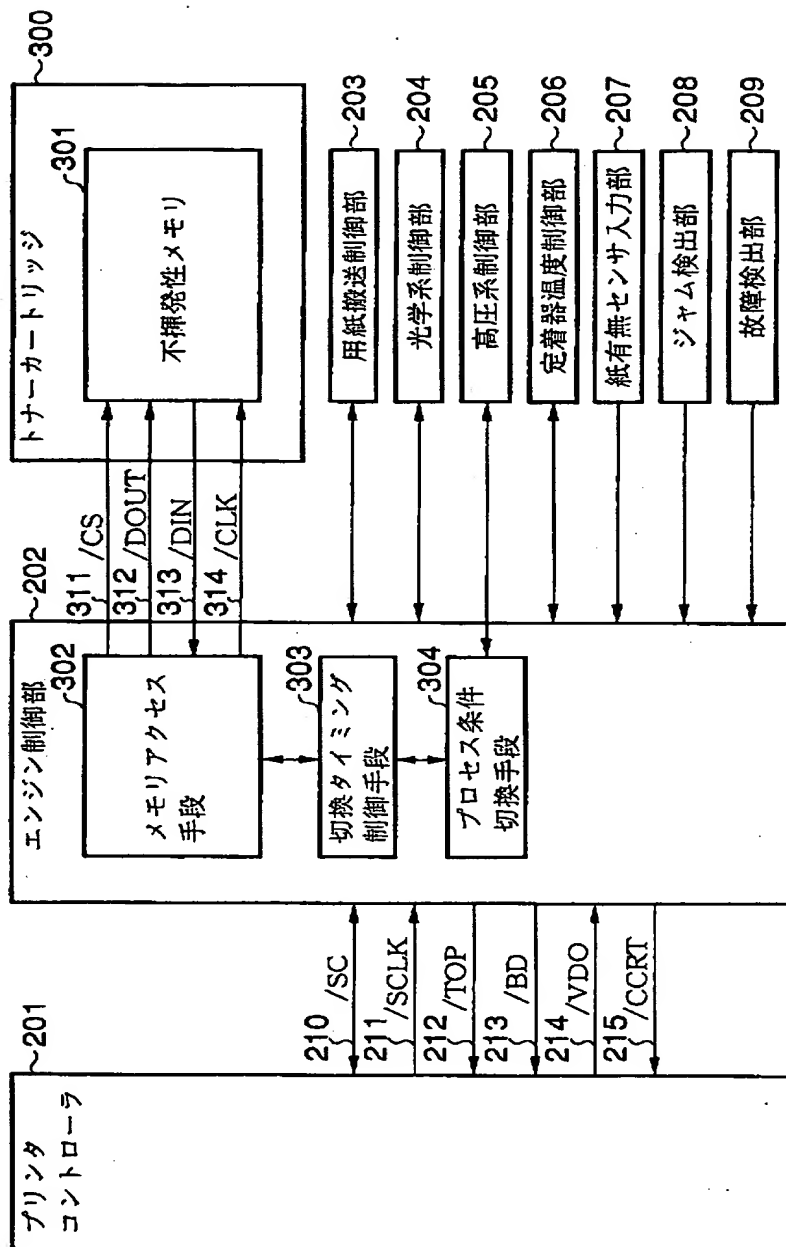 プリンタ
コントローラ
201
210 /SC
211 /SCLK
212 /TOP
213 /BD
214 /VDO
215 /CCRT
エンジン制御部
202
メモリアクセス
手段
302
切換タイミング
制御手段
303
プロセス条件
切換手段
304
311 /CS
312 /DOUT
313 /DIN
314 /CLK
トナーカートリッジ
300
不揮発性メモリ
301
用紙搬送制御部
203
光学系制御部
204
高圧系制御部
205
定着器温度制御部
206
紙有無センサ入力部
207
ジャム検出部
208
故障検出部
209